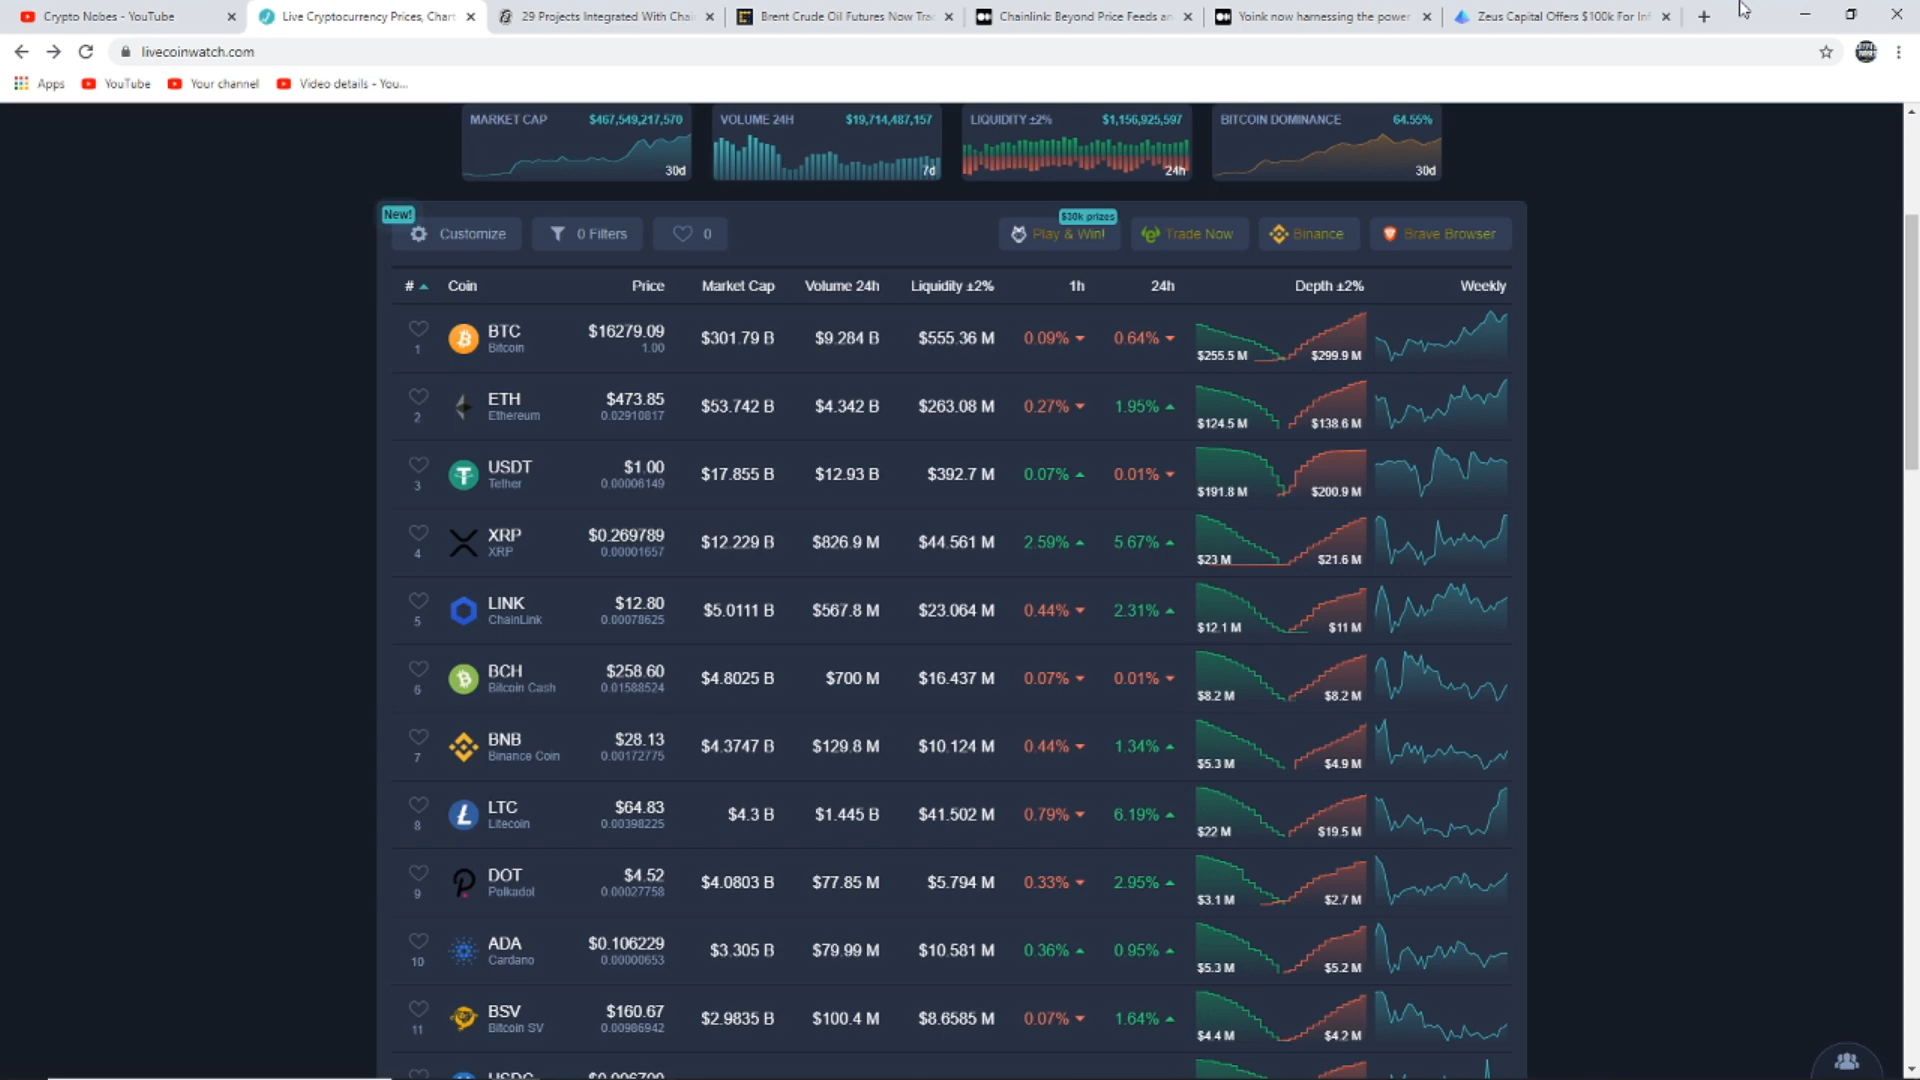 Crypto Nobes - YouTube
Live Cryptocurrency Prices, Chart
29 Projects Integrated With Chai
Brent Crude Oil Futures Now Tra
Chainlink: Beyond Price Feeds an
Yoink now harnessing the power
Zeus Capital Offers $100k For Inf
livecoinwatch.com
Apps YouTube Your channel Video details - You...
MARKET CAP $467,549,217,570 30d
VOLUME 24H $19,714,487,157 7d
LIQUIDITY ±2% $1,156,925,597 24h
BITCOIN DOMINANCE 64.55% 30d
New!
$30k prizes
Customize 0 Filters 0 Play & Win! Trade Now Binance Brave Browser
# Coin Price Market Cap Volume 24h Liquidity ±2% 1h 24h Depth ±2% Weekly
1 BTC Bitcoin $16279.09 1.00 $301.79 B $9.284 B $555.36 M 0.09% 0.64% $255.5 M $299.9 M
2 ETH Ethereum $473.85 0.02910817 $53.742 B $4.342 B $263.08 M 0.27% 1.95% $124.5 M $138.6 M
3 USDT Tether $1.00 0.00006149 $17.855 B $12.93 B $392.7 M 0.07% 0.01% $191.8 M $200.9 M
4 XRP XRP $0.269789 0.00001657 $12.229 B $826.9 M $44.561 M 2.59% 5.67% $23 M $21.6 M
5 LINK ChainLink $12.80 0.00078625 $5.0111 B $567.8 M $23.064 M 0.44% 2.31% $12.1 M $11 M
6 BCH Bitcoin Cash $258.60 0.01588524 $4.8025 B $700 M $16.437 M 0.07% 0.01% $8.2 M $8.2 M
7 BNB Binance Coin $28.13 0.00172775 $4.3747 B $129.8 M $10.124 M 0.44% 1.34% $5.3 M $4.9 M
8 LTC Litecoin $64.83 0.00398225 $4.3 B $1.445 B $41.502 M 0.79% 6.19% $22 M $19.5 M
9 DOT Polkadot $4.52 0.00027758 $4.0803 B $77.85 M $5.794 M 0.33% 2.95% $3.1 M $2.7 M
10 ADA Cardano $0.106229 0.00000653 $3.305 B $79.99 M $10.581 M 0.36% 0.95% $5.3 M $5.2 M
11 BSV Bitcoin SV $160.67 0.00986942 $2.9835 B $100.4 M $8.6585 M 0.07% 1.64% $4.4 M $4.2 M
USDC